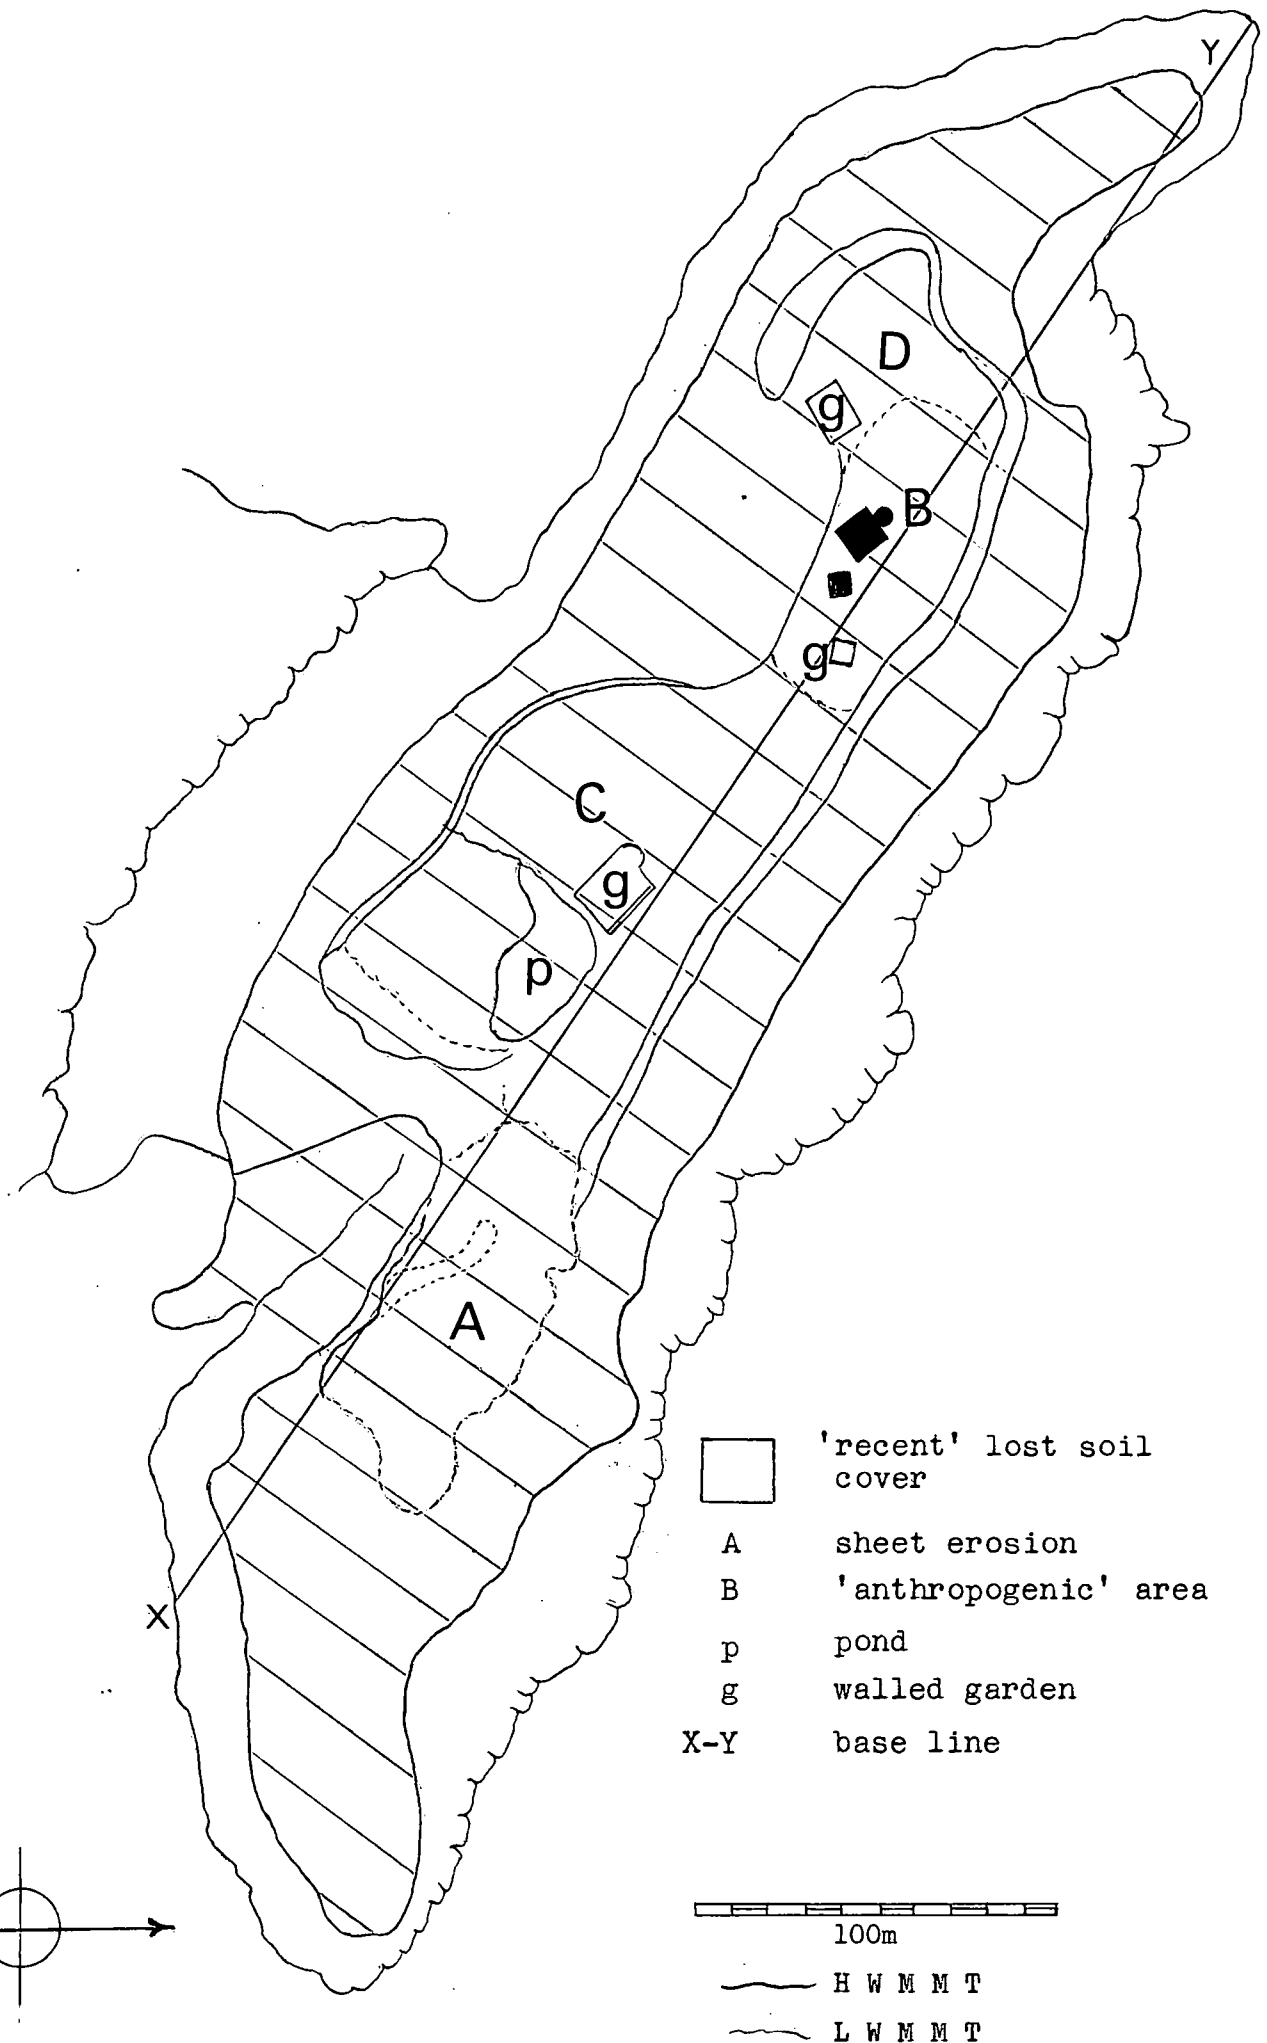 Y
D
g
B
g
C
g
p
A
X
'recent' lost soil
cover
A sheet erosion
B 'anthropogenic' area
p pond
g walled garden
X-Y base line
100m
H W M M T
L W M M T